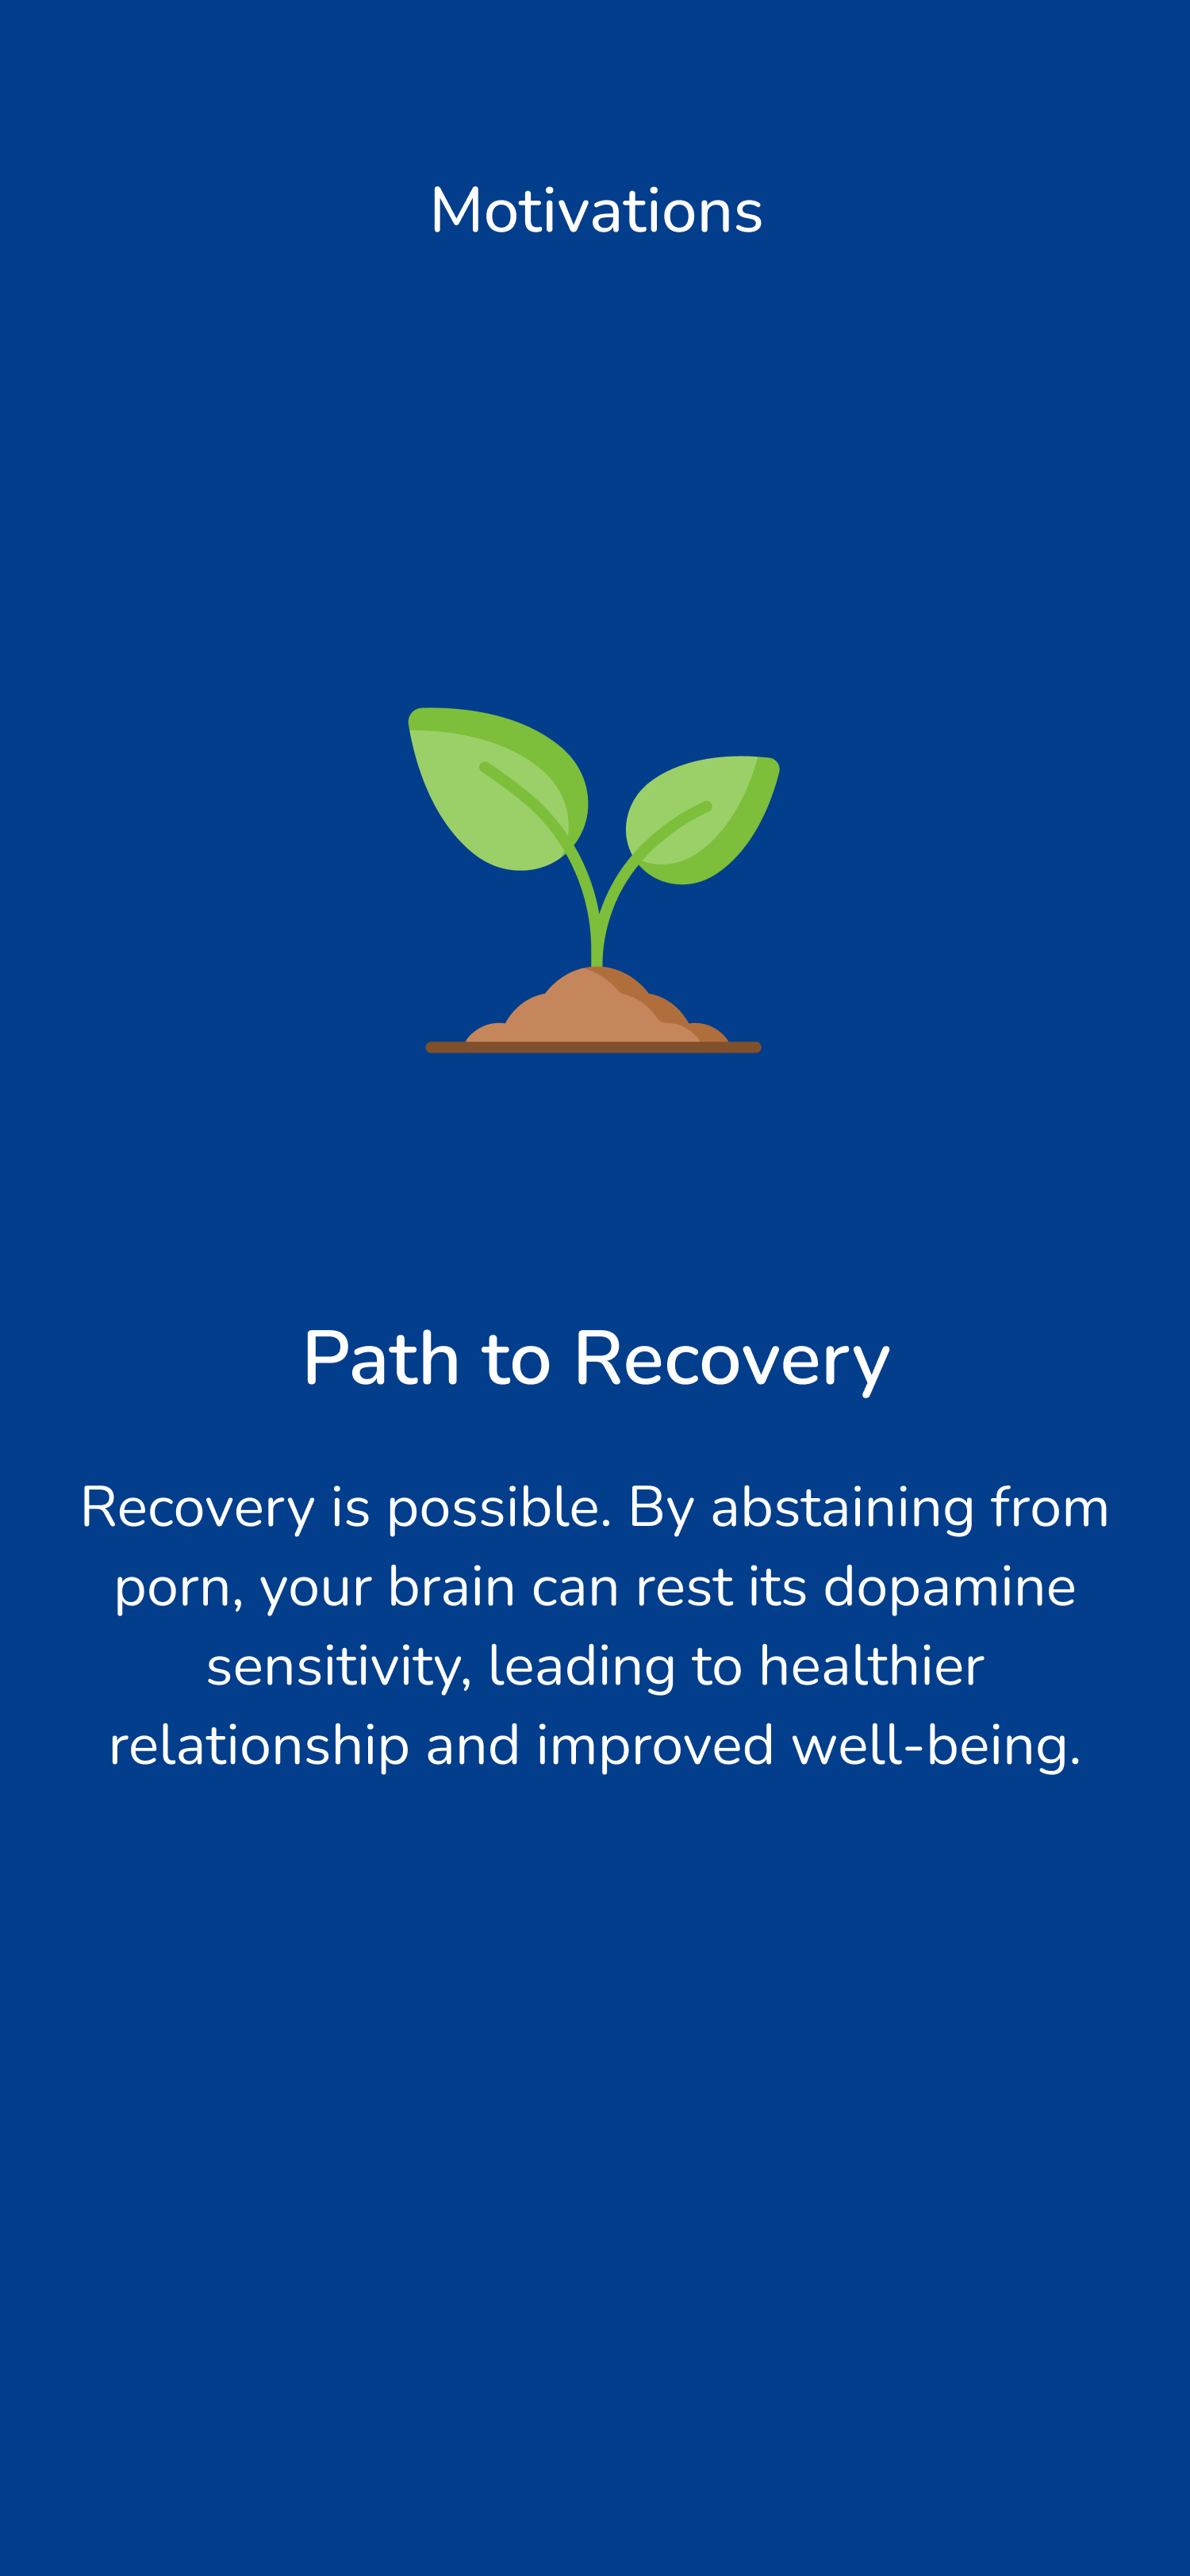 Motivations
Path to Recovery
Recovery is possible. By abstaining from
porn, your brain can rest its dopamine
sensitivity, leading to healthier
relationship and improved well-being.